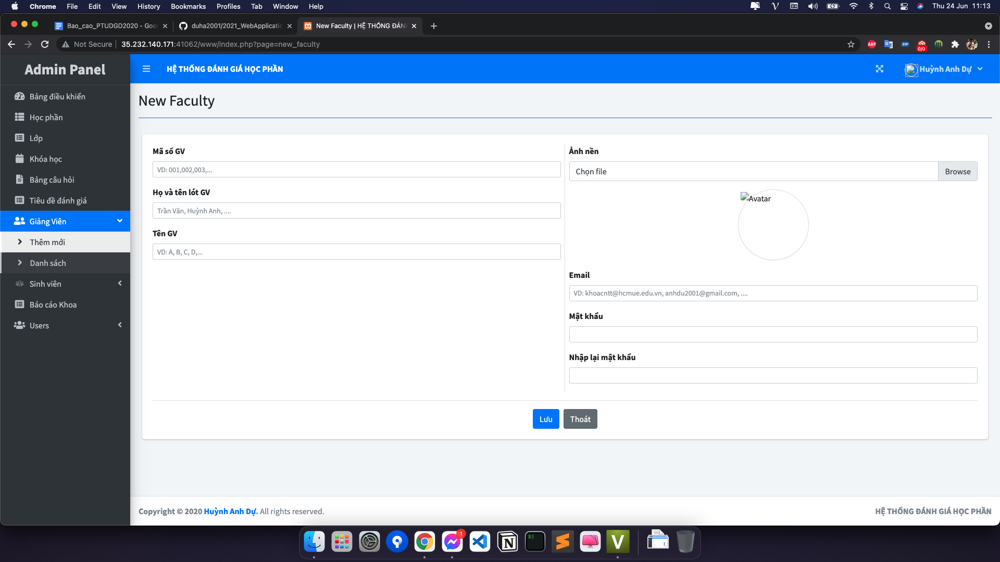 Chrome File Edit View History Bookmarks Profiles Tab Window Help Thu 24 Jun 11:13
Bao_cao_PTUDGD2020 - Goo duha2001/2021_WebApplicatio New Faculty | HỆ THỐNG ĐÁN
Not Secure 35.232.140.171:41062/www/index.php?page=new_faculty ABP ZIP 0/0
Admin Panel
HỆ THỐNG ĐÁNH GIÁ HỌC PHẦN
Huỳnh Anh Dự
Bảng điều khiển
Học phần
Lớp
Khóa học
Bảng câu hỏi
Tiêu đề đánh giá
Giảng Viên
Thêm mới
Danh sách
Sinh viên
Báo cáo Khoa
Users
New Faculty
Mã số GV
VD: 001,002,003,...
Họ và tên lót GV
Trần Văn, Huỳnh Anh, ....
Tên GV
VD: A, B, C, D,...
Ảnh nền
Chọn file Browse
Avatar
Email
VD: khoacntt@hcmue.edu.vn, anhdu2001@gmail.com, ....
Mật khẩu
Nhập lại mật khẩu
Lưu Thoát
Copyright © 2020 Huỳnh Anh Dự. All rights reserved.
HỆ THỐNG ĐÁNH GIÁ HỌC PHẦN
1